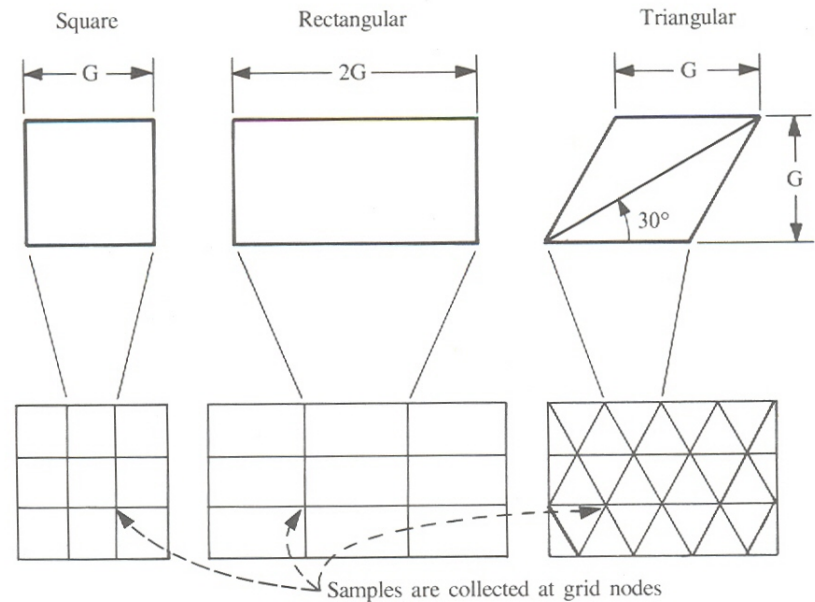 Square
Rectangular
Triangular
G
2G
G
G
30°
Samples are collected at grid nodes